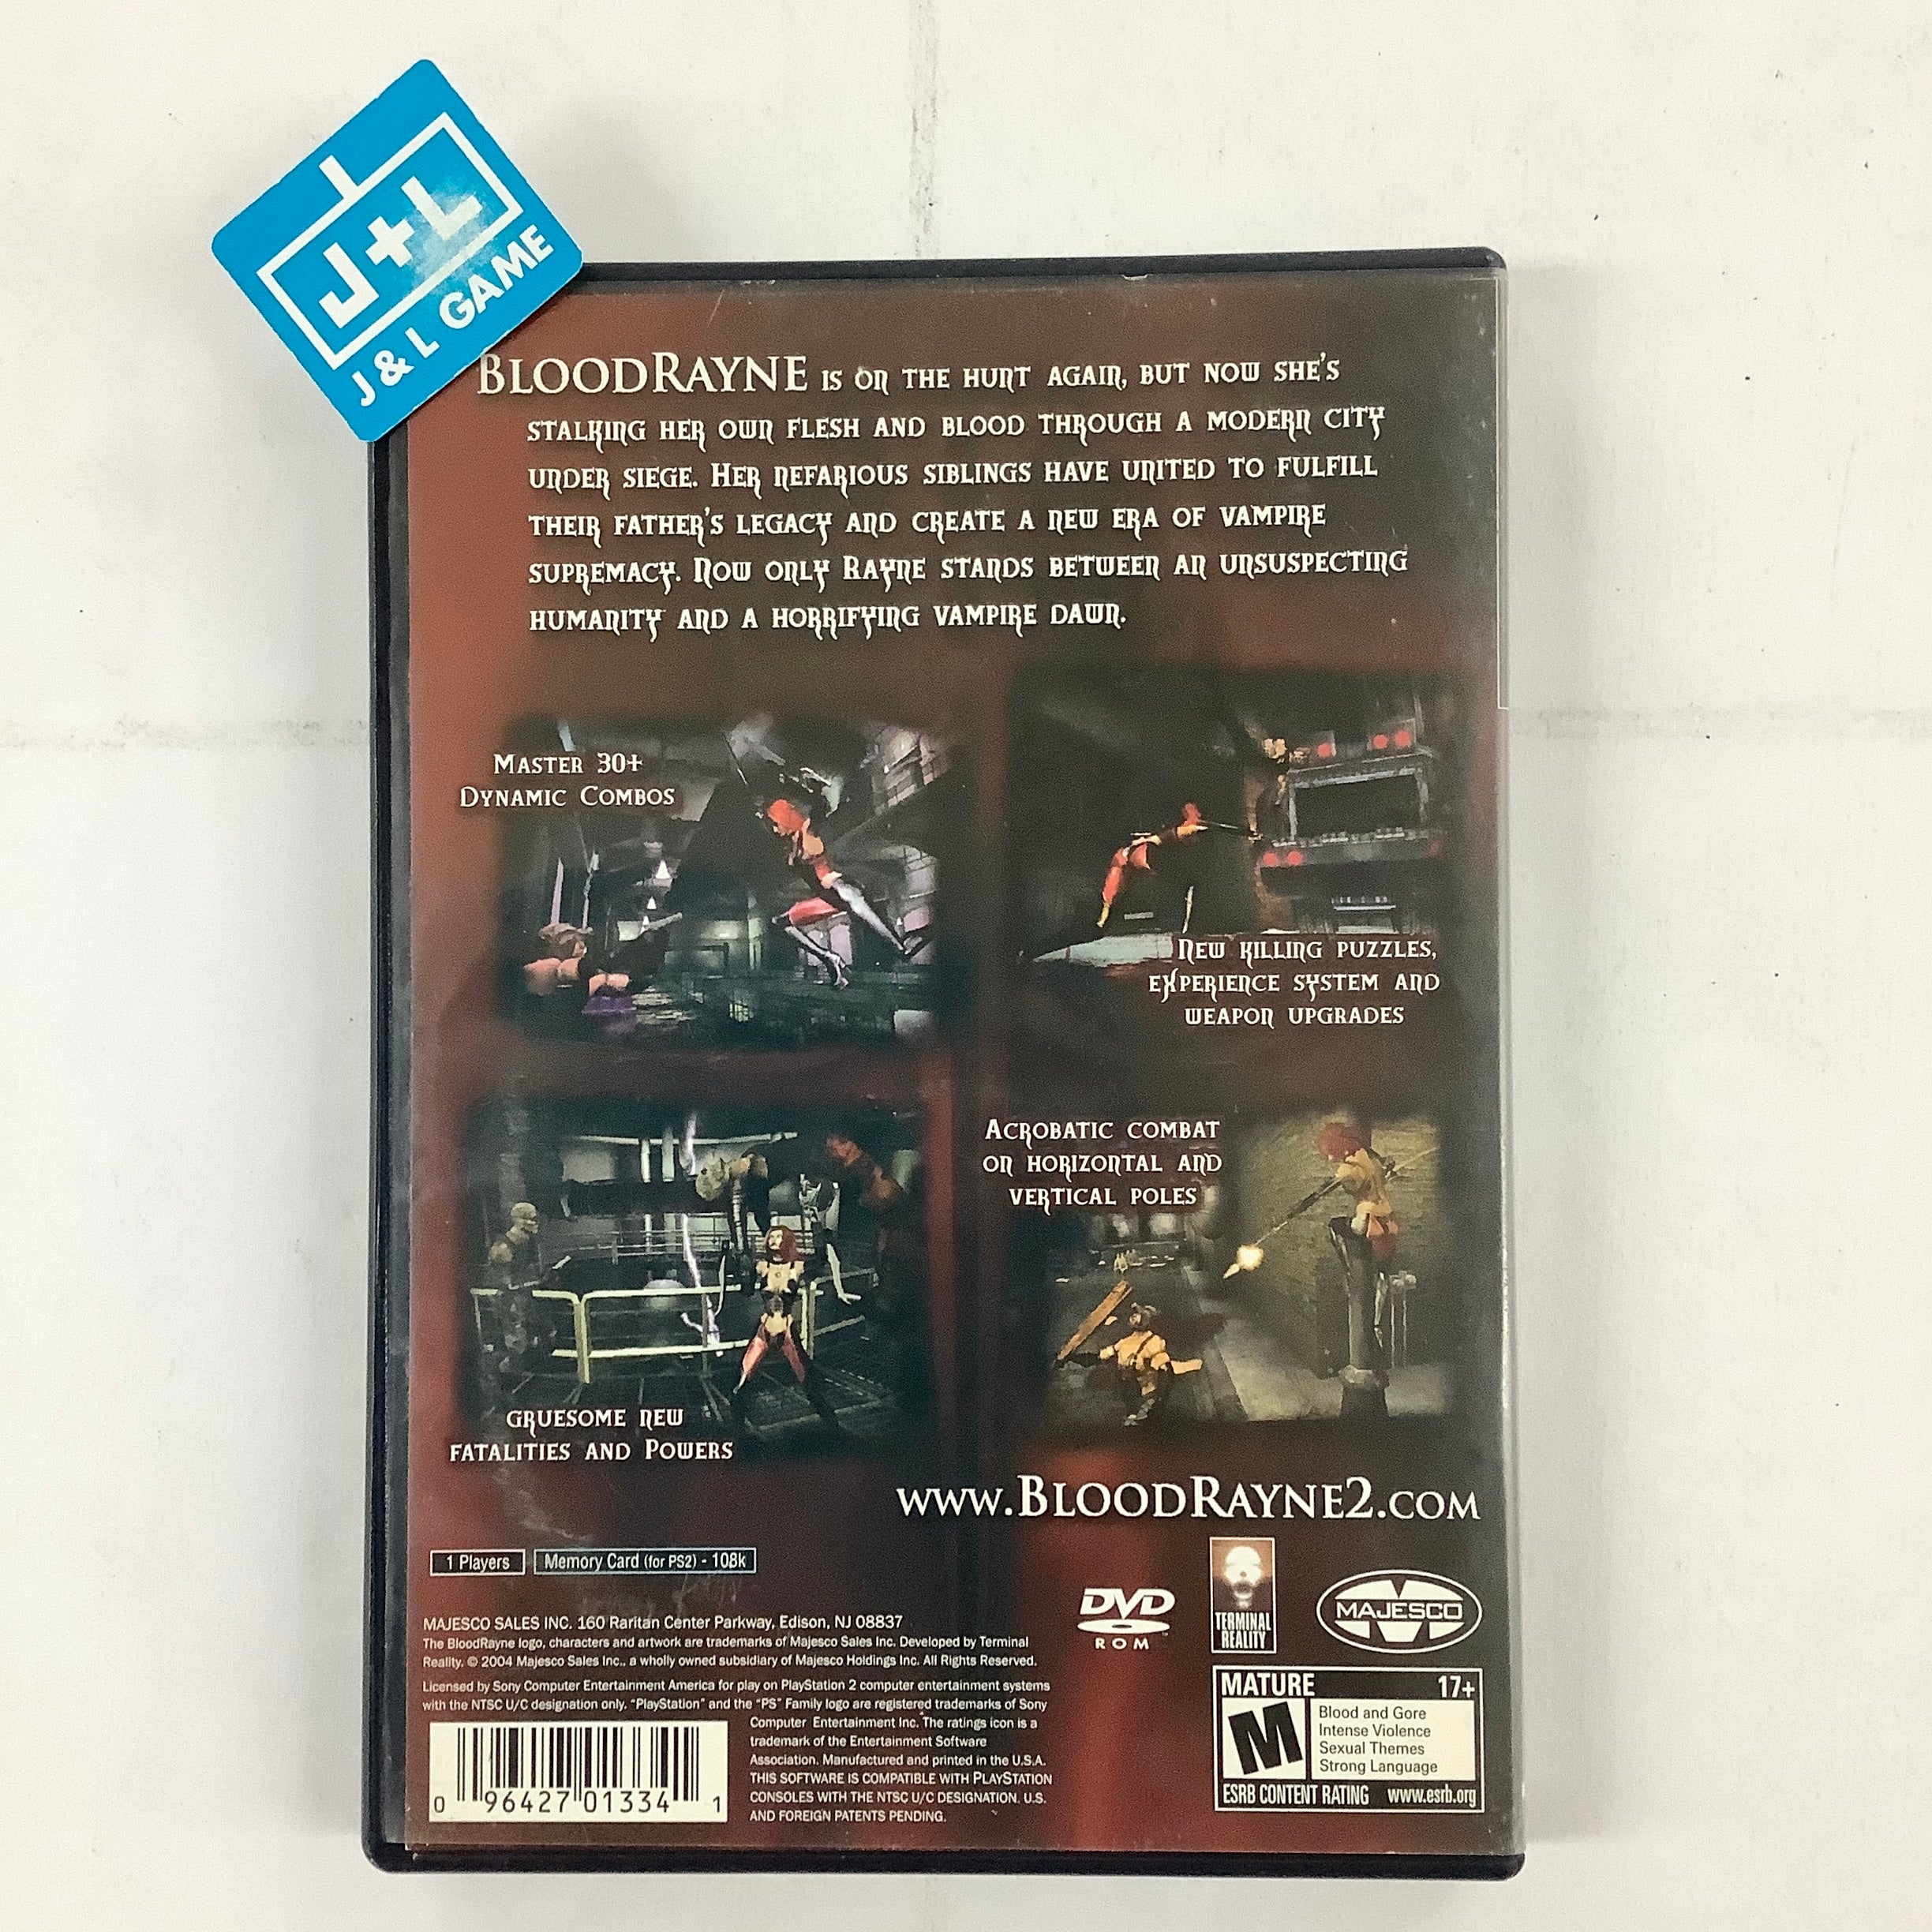 J+L
J & L GAME
BLOODRAYNE IS ON THE HUNT AGAIN, BUT NOW SHE'S
STALKING HER OWN FLESH AND BLOOD THROUGH A MODERN CITY
UNDER SIEGE. HER NEFARIOUS SIBLINGS HAVE UNITED TO FULFILL
THEIR FATHER'S LEGACY AND CREATE A NEW ERA OF VAMPIRE
SUPREMACY. NOW ONLY RAYNE STANDS BETWEEN AN UNSUSPECTING
HUMANITY AND A HORRIFYING VAMPIRE DAWN.
MASTER 30+
DYNAMIC COMBOS
NEW KILLING PUZZLES,
EXPERIENCE SYSTEM AND
WEAPON UPGRADES
ACROBATIC COMBAT
ON HORIZONTAL AND
VERTICAL POLES
GRUESOME NEW
FATALITIES AND POWERS
WWW.BLOODRAYNE2.COM
1 Players
Memory Card (for PS2) - 108k
MAJESCO SALES INC. 160 Raritan Center Parkway, Edison, NJ 08837
The BloodRayne logo, characters and artwork are trademarks of Majesco Sales Inc. Developed by Terminal
Reality. © 2004 Majesco Sales Inc., a wholly owned subsidiary of Majesco Holdings Inc. All Rights Reserved.
Licensed by Sony Computer Entertainment America for play on PlayStation 2 computer entertainment systems
with the NTSC U/C designation only. "PlayStation" and the "PS" Family logo are registered trademarks of Sony
Computer Entertainment Inc. The ratings icon is a
trademark of the Entertainment Software
Association. Manufactured and printed in the U.S.A.
THIS SOFTWARE IS COMPATIBLE WITH PLAYSTATION
CONSOLES WITH THE NTSC U/C DESIGNATION. U.S.
AND FOREIGN PATENTS PENDING.
0 96427 01334 1
DVD
ROM
TERMINAL
REALITY
MAJESCO
MATURE 17+
M
Blood and Gore
Intense Violence
Sexual Themes
Strong Language
ESRB CONTENT RATING www.esrb.org